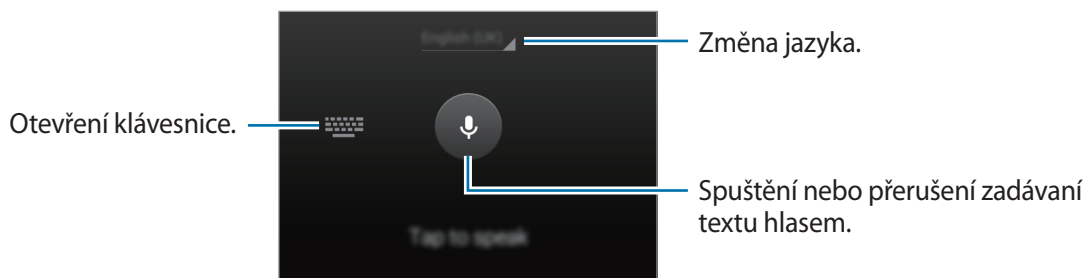 English (UK)
Změna jazyka.
Otevření klávesnice.
Spuštění nebo přerušení zadávaní
textu hlasem.
Tap to speak